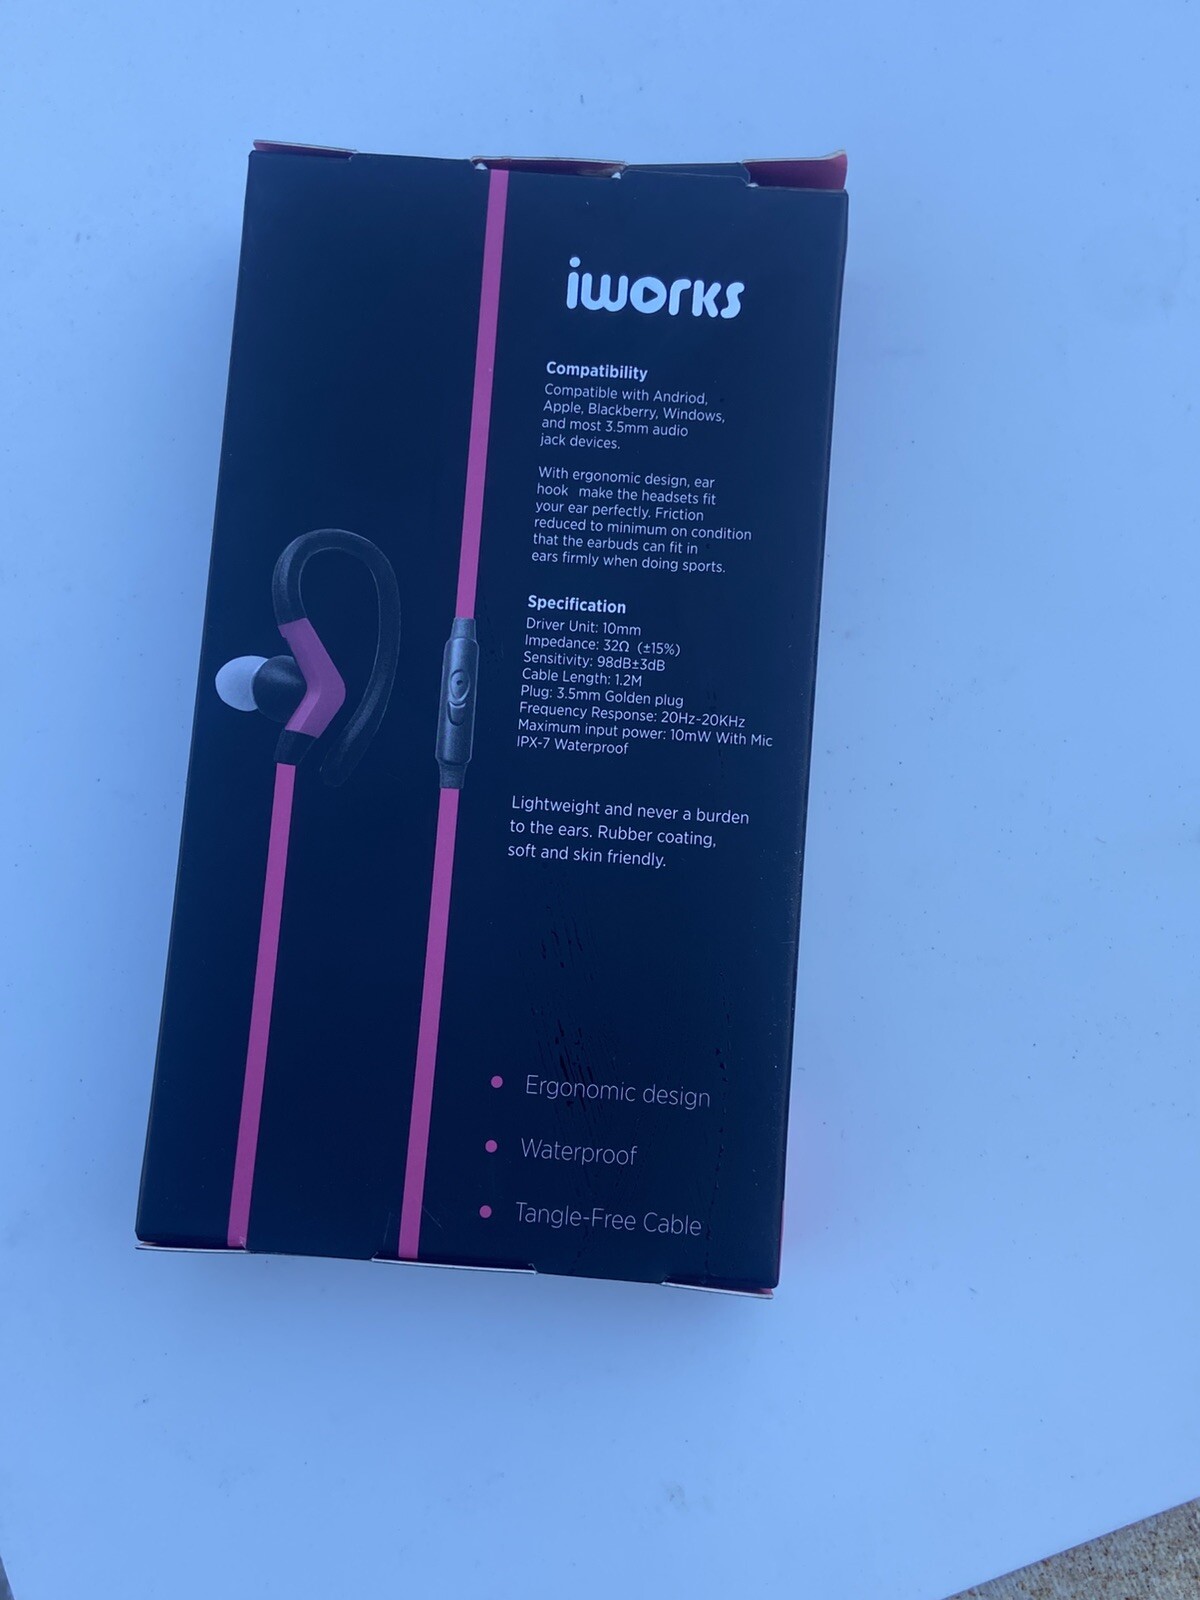 iworks
Compatibility
Compatible with Andriod,
Apple, Blackberry, Windows,
and most 3.5mm audio
jack devices.
With ergonomic design, ear
hook make the headsets fit
your ear perfectly. Friction
reduced to minimum on condition
that the earbuds can fit in
ears firmly when doing sports.
Specification
Driver Unit: 10mm
Impedance: 32Ω (±15%)
Sensitivity: 98dB±3dB
Cable Length: 1.2M
Plug: 3.5mm Golden plug
Frequency Response: 20Hz-20KHz
Maximum input power: 10mW With Mic
IPX-7 Waterproof
Lightweight and never a burden
to the ears. Rubber coating,
soft and skin friendly.
Ergonomic design
Waterproof
Tangle-Free Cable